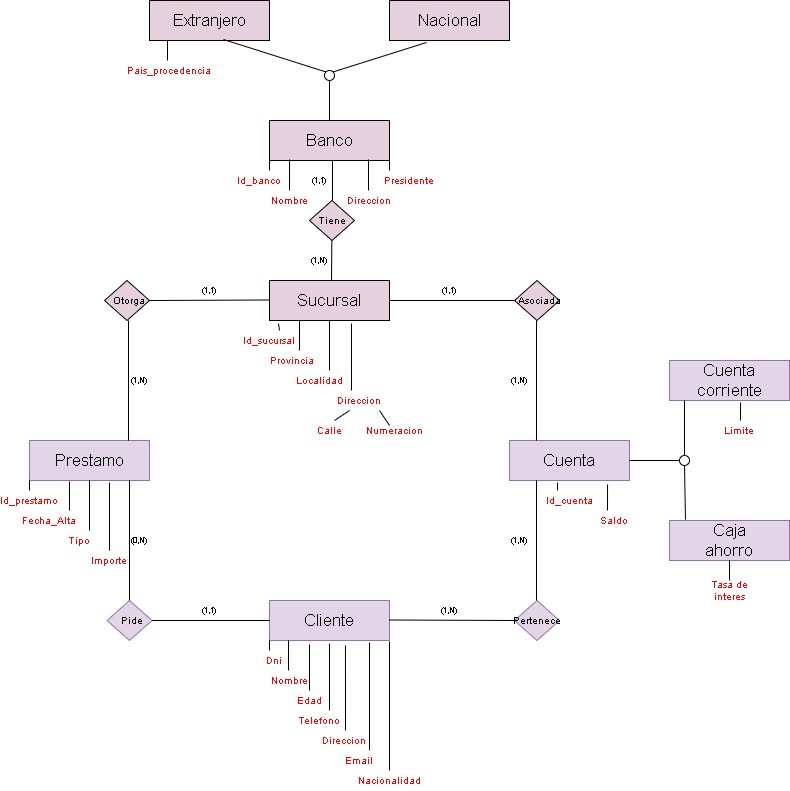 Extranjero
Nacional
Pais_procedencia
Banco
Id_banco
(1,1)
Presidente
Nombre
Direccion
Tiene
(1,N)
Otorga
(1,1)
Sucursal
(1,1)
Asociada
Id_sucursal
Provincia
Localidad
Direccion
Calle
Numeracion
(1,N)
(1,N)
Cuenta
corriente
Limite
Prestamo
Cuenta
Id_prestamo
Fecha_Alta
Tipo
Importe
(0,N)
Id_cuenta
Saldo
(1,N)
Caja
ahorro
Tasa de
interes
Pide
(1,1)
Cliente
(1,N)
Pertenece
Dni
Nombre
Edad
Telefono
Direccion
Email
Nacionalidad